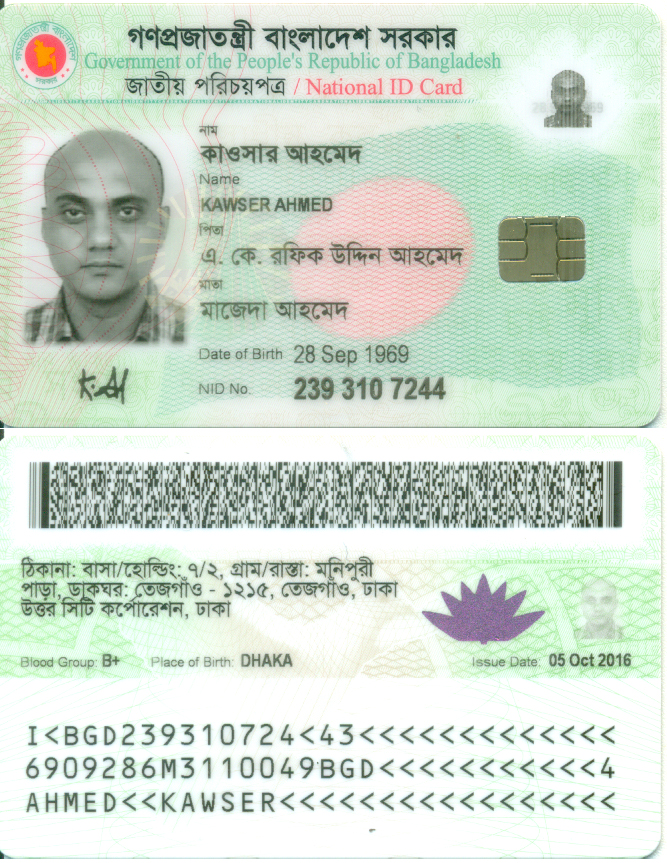 গণপ্রজাতন্ত্রী বাংলাদেশ সরকার
Government of the People's Republic of Bangladesh
জাতীয় পরিচয়পত্র / National ID Card
নাম
কাওসার আহমেদ
Name
KAWSER AHMED
পিতা
এ. কে. রফিক উদ্দিন আহমেদ
মাতা
মাজেদা আহমেদ
Date of Birth 28 Sep 1969
NID No. 239 310 7244
ঠিকানা: বাসা/হোল্ডিং: ৭/২, গ্রাম/রাস্তা: মনিপুরী
পাড়া, ডাকঘর: তেজগাঁও - ১২১৫, তেজগাঁও, ঢাকা
উত্তর সিটি কর্পোরেশন, ঢাকা
Blood Group: B+ Place of Birth: DHAKA Issue Date: 05 Oct 2016
I<BGD239310724<43<<<<<<<<<<<<<
6909286M3110049BGD<<<<<<<<<<<4
AHMED<<KAWSER<<<<<<<<<<<<<<<<<